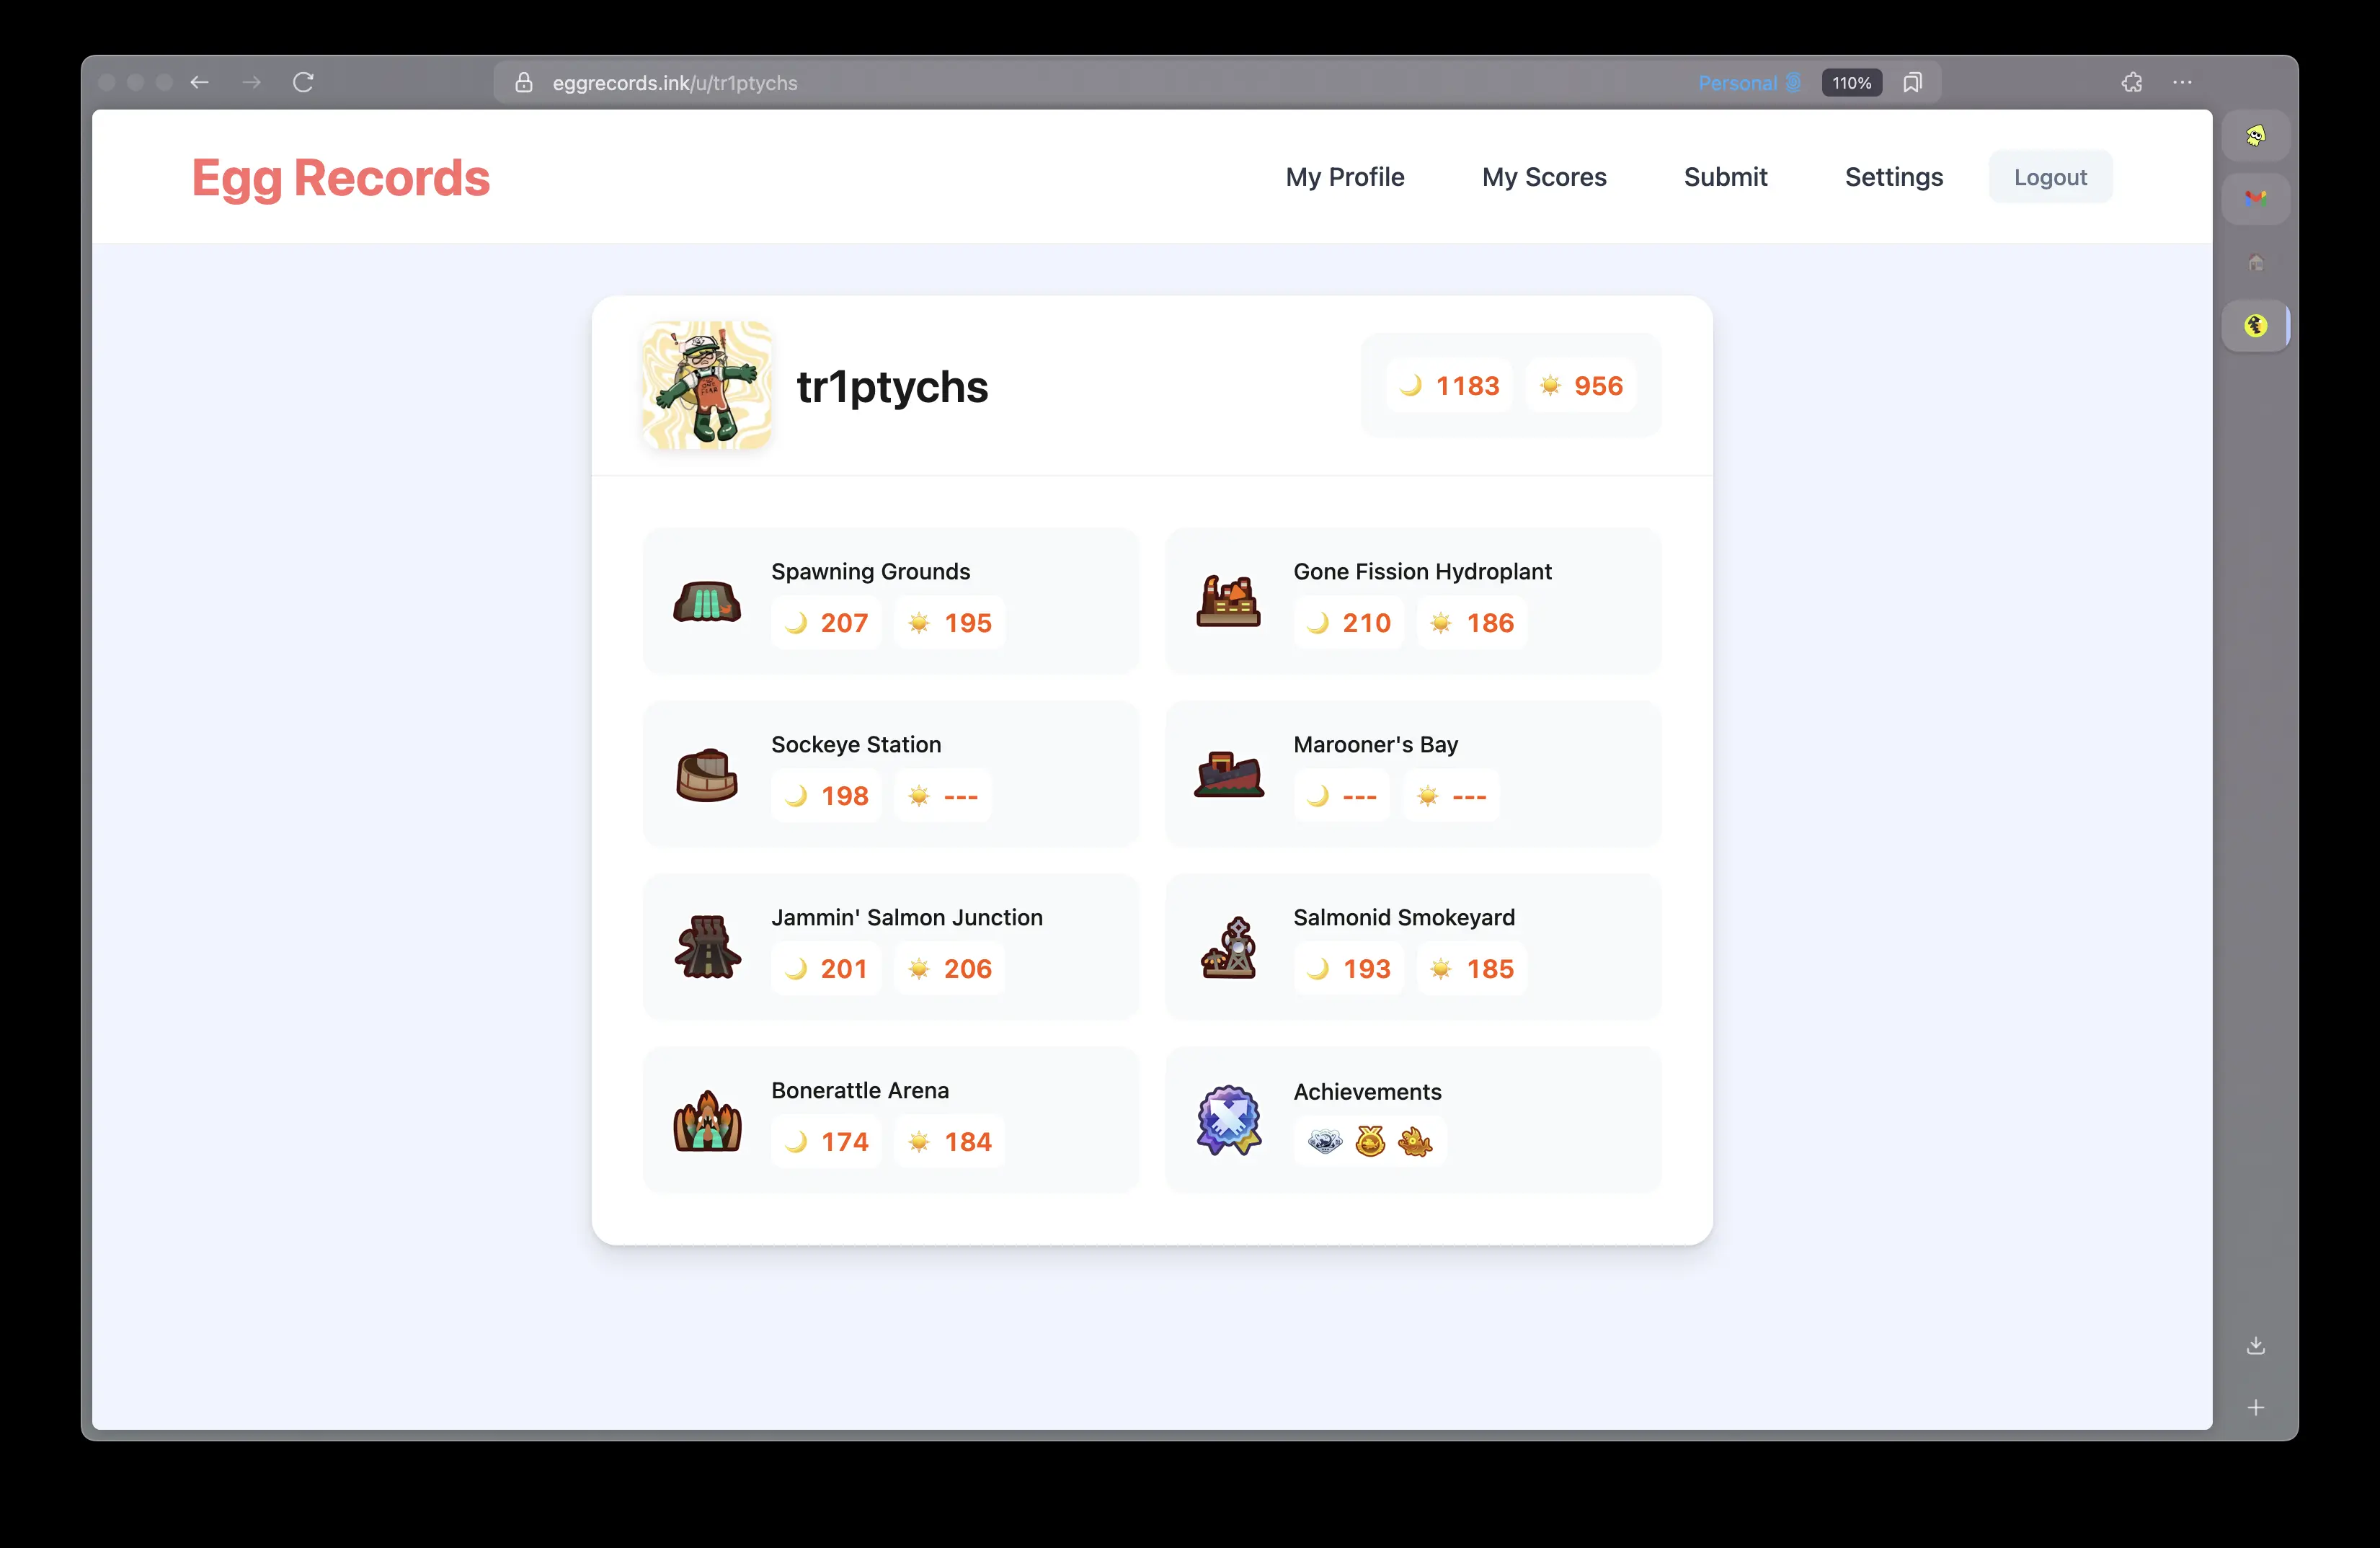 eggrecords.ink/u/tr1ptychs
Personal
110%
Egg Records
My Profile
My Scores
Submit
Settings
Logout
tr1ptychs
1183
956
Spawning Grounds
207
195
Gone Fission Hydroplant
210
186
Sockeye Station
198
---
Marooner's Bay
---
---
Jammin' Salmon Junction
201
206
Salmonid Smokeyard
193
185
Bonerattle Arena
174
184
Achievements